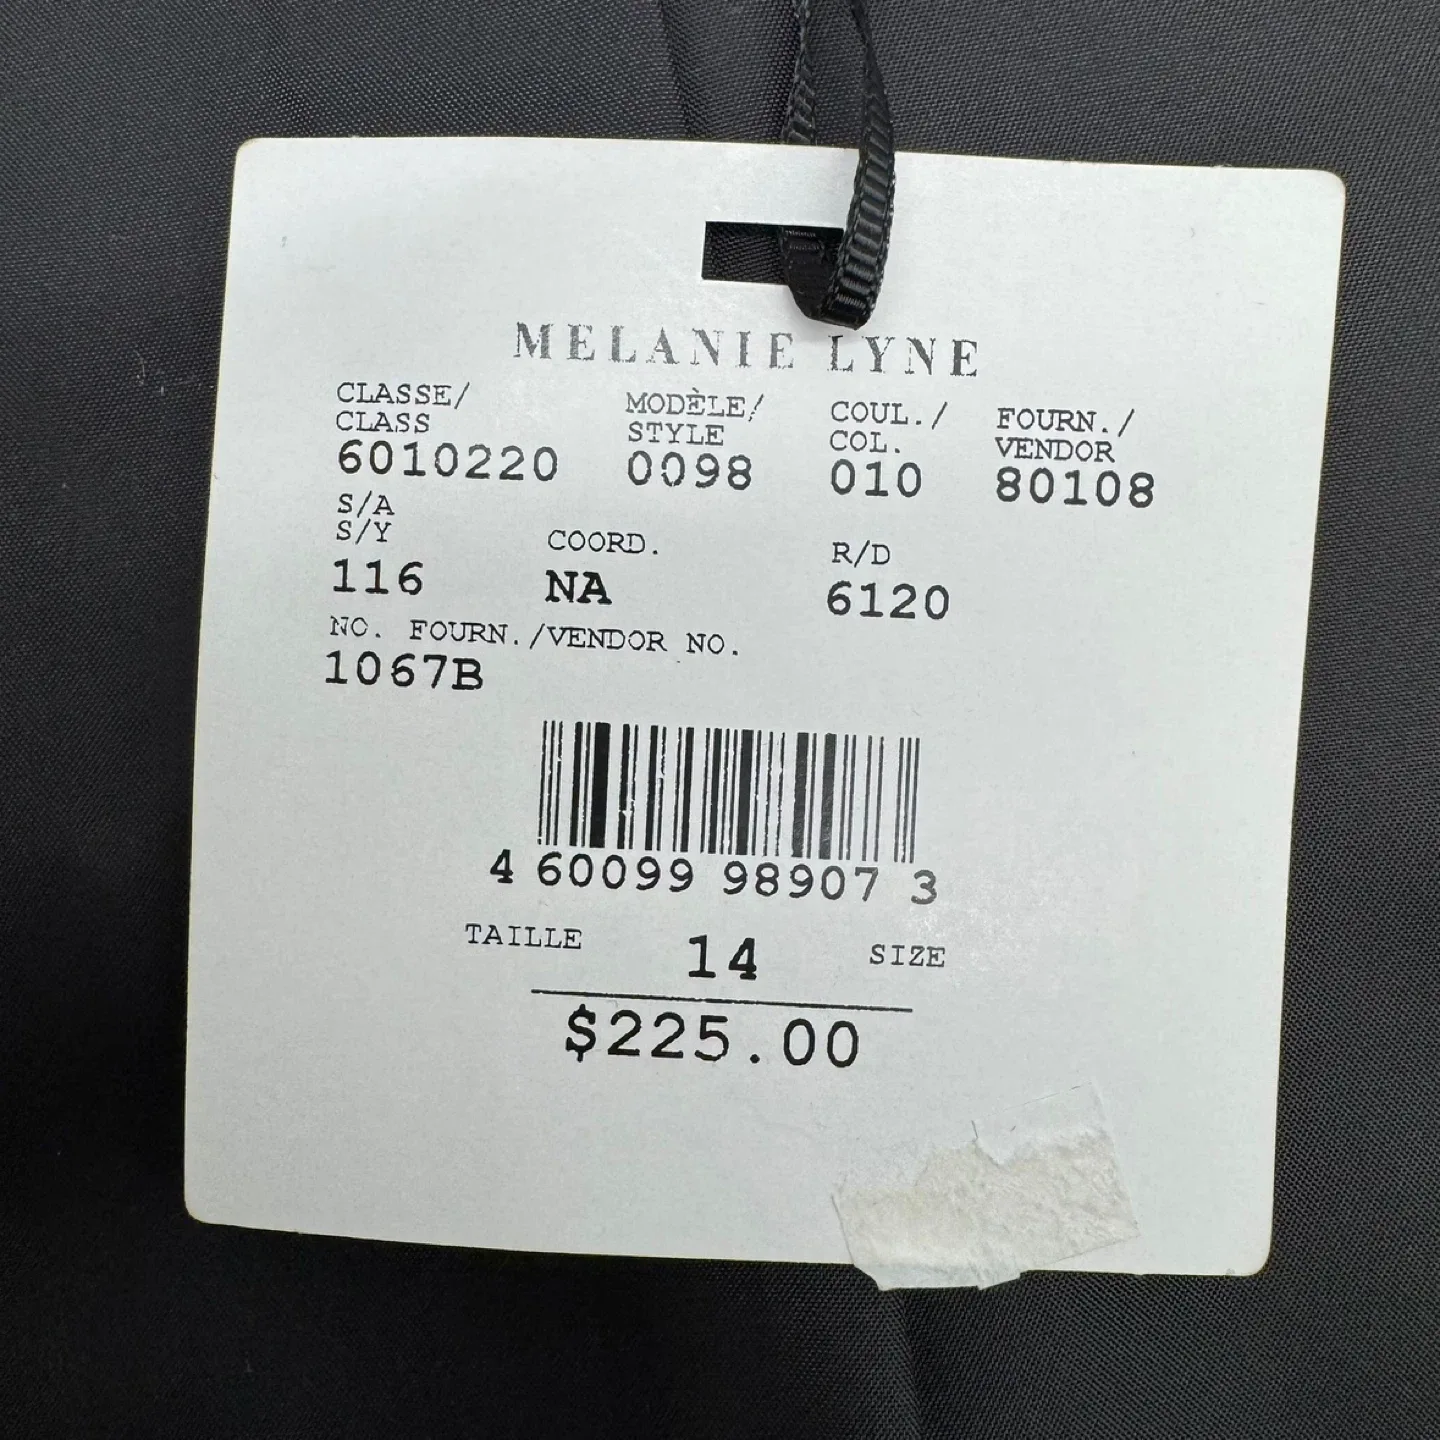 MELANIE LYNE
CLASSE/ MODÈLE/ COUL./ FOURN./
CLASS STYLE COL. VENDOR
6010220 0098 010 80108
S/A
S/Y COORD. R/D
116 NA 6120
NO. FOURN./VENDOR NO.
1067B
4 60099 98907 3
TAILLE 14 SIZE
$225.00